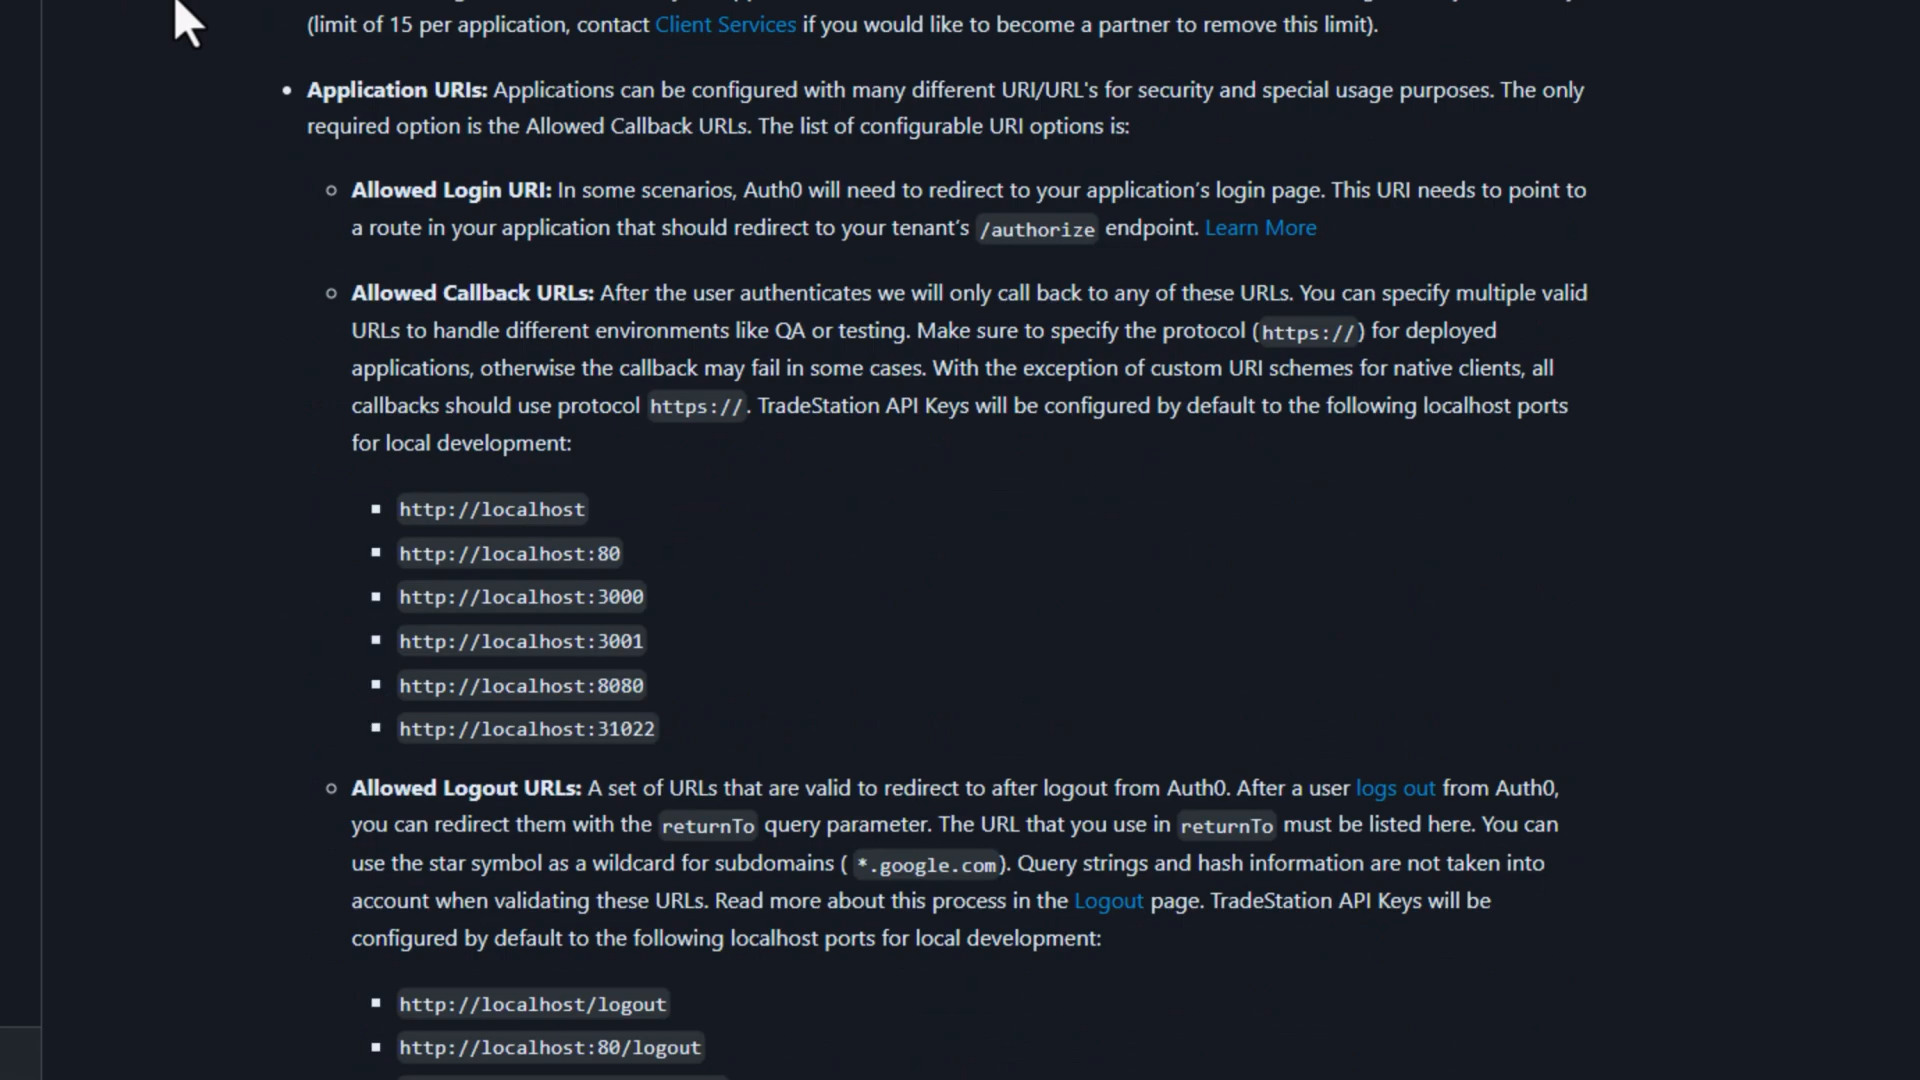 (limit of 15 per application, contact Client Services if you would like to become a partner to remove this limit).
Application URIs: Applications can be configured with many different URI/URL's for security and special usage purposes. The only
required option is the Allowed Callback URLs. The list of configurable URI options is:
Allowed Login URI: In some scenarios, Auth0 will need to redirect to your application's login page. This URI needs to point to
a route in your application that should redirect to your tenant's /authorize endpoint. Learn More
Allowed Callback URLs: After the user authenticates we will only call back to any of these URLs. You can specify multiple valid
URLs to handle different environments like QA or testing. Make sure to specify the protocol (https://) for deployed
applications, otherwise the callback may fail in some cases. With the exception of custom URI schemes for native clients, all
callbacks should use protocol https://. TradeStation API Keys will be configured by default to the following localhost ports
for local development:
http://localhost
http://localhost:80
http://localhost:3000
http://localhost:3001
http://localhost:8080
http://localhost:31022
Allowed Logout URLs: A set of URLs that are valid to redirect to after logout from Auth0. After a user logs out from Auth0,
you can redirect them with the returnTo query parameter. The URL that you use in returnTo must be listed here. You can
use the star symbol as a wildcard for subdomains ( *.google.com). Query strings and hash information are not taken into
account when validating these URLs. Read more about this process in the Logout page. TradeStation API Keys will be
configured by default to the following localhost ports for local development:
http://localhost/logout
http://localhost:80/logout